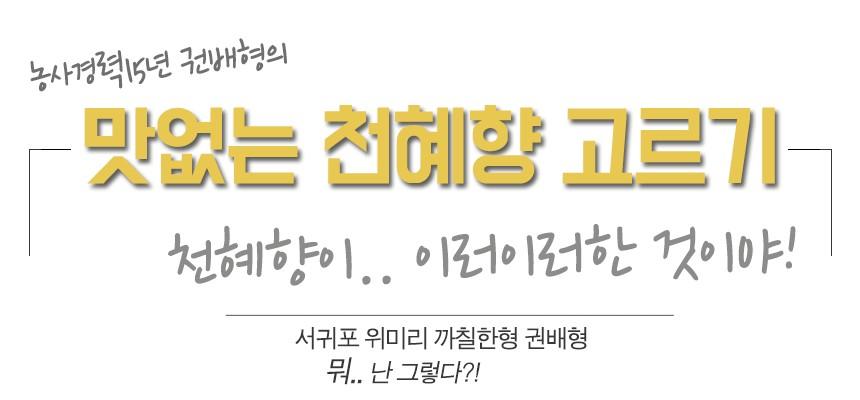 농사경력15년 권배형의
맛없는 천혜향 고르기
천혜향이.. 이러이러한 것이야!
서귀포 위미리 까칠한형 권배형
뭐.. 난 그렇다?!